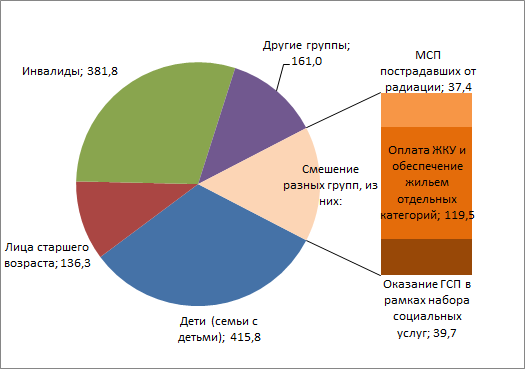 Другие группы;
161,0
Инвалиды; 381,8
МСП
пострадавших от
радиации; 37,4
Смешение
разных групп, из
них:
Оплата ЖКУ и
обеспечение
жильем
отдельных
категорий; 119,5
Лица старшего
возраста; 136,3
Дети (семьи с
детьми); 415,8
Оказание ГСП в
рамках набора
социальных
услуг; 39,7